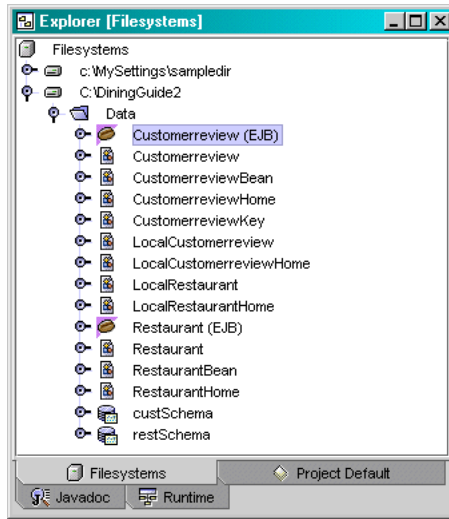 Explorer [Filesystems]
Filesystems
c:\MySettings\sampledir
C:\DiningGuide2
Data
Customerreview (EJB)
Customerreview
CustomerreviewBean
CustomerreviewHome
CustomerreviewKey
LocalCustomerreview
LocalCustomerreviewHome
LocalRestaurant
LocalRestaurantHome
Restaurant (EJB)
Restaurant
RestaurantBean
RestaurantHome
custSchema
restSchema
Filesystems Project Default
Javadoc Runtime